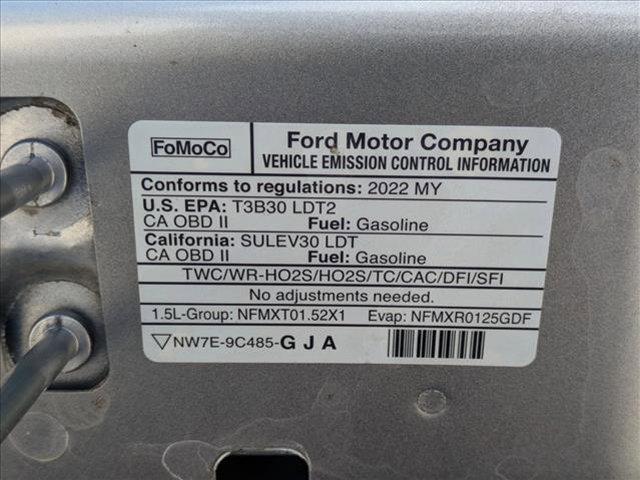 FoMoCo
Ford Motor Company
VEHICLE EMISSION CONTROL INFORMATION
Conforms to regulations: 2022 MY
U.S. EPA: T3B30 LDT2
CA OBD II Fuel: Gasoline
California: SULEV30 LDT
CA OBD II Fuel: Gasoline
TWC/WR-HO2S/HO2S/TC/CAC/DFI/SFI
No adjustments needed.
1.5L-Group: NFMXT01.52X1 Evap: NFMXR0125GDF
NW7E-9C485-GJA